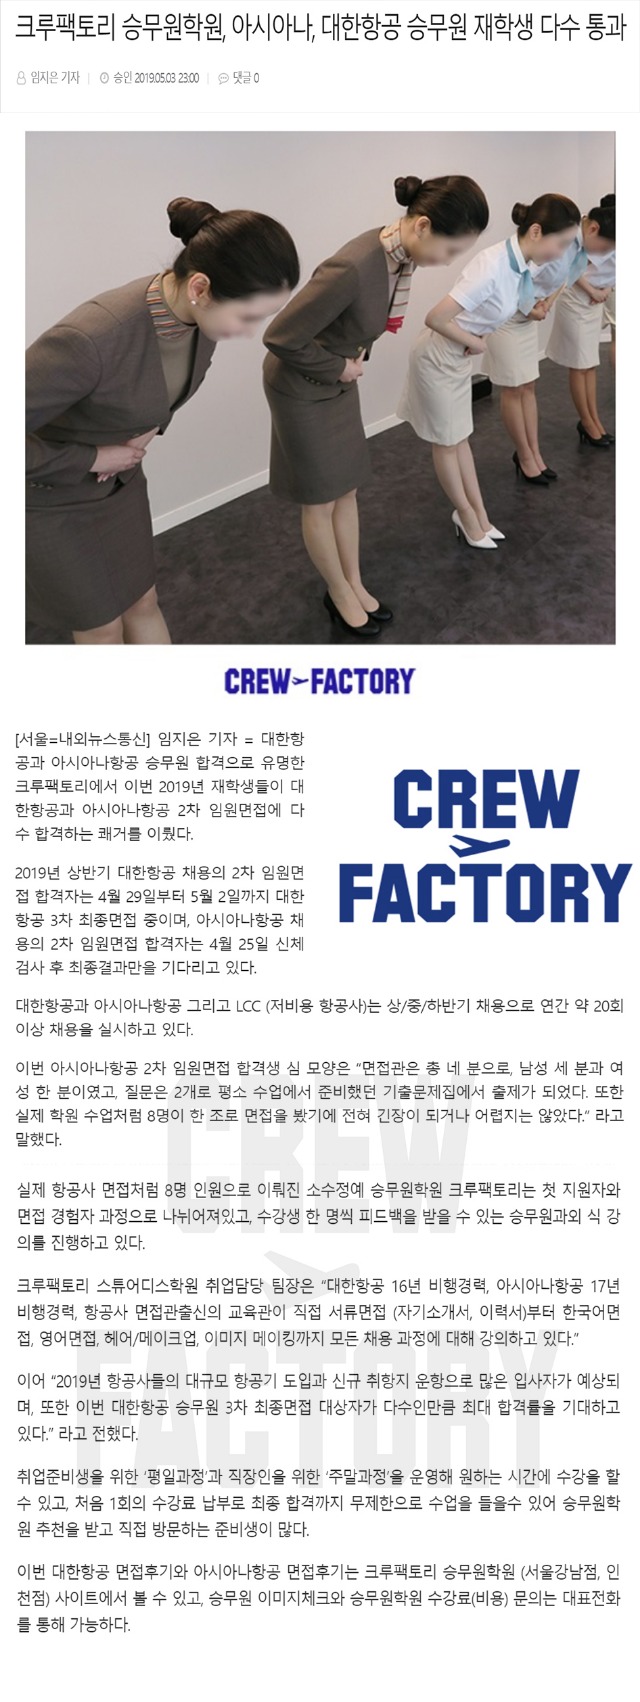 크루팩토리 승무원학원, 아시아나, 대한항공 승무원 재학생 다수 통과
임지은 기자 | 승인 2019.05.03 23:00 | 댓글 0
CREW FACTORY
[서울=내외뉴스통신] 임지은 기자 = 대한항
공과 아시아나항공 승무원 합격으로 유명한
크루팩토리에서 이번 2019년 재학생들이 대
한항공과 아시아나항공 2차 임원면접에 다
수 합격하는 쾌거를 이뤘다.
2019년 상반기 대한항공 채용의 2차 임원면
접 합격자는 4월 29일부터 5월 2일까지 대한
항공 3차 최종면접 중이며, 아시아나항공 채
용의 2차 임원면접 합격자는 4월 25일 신체
검사 후 최종결과만을 기다리고 있다.
CREW
FACTORY
대한항공과 아시아나항공 그리고 LCC (저비용 항공사)는 상/중/하반기 채용으로 연간 약 20회
이상 채용을 실시하고 있다.
이번 아시아나항공 2차 임원면접 합격생 심 모양은 “면접관은 총 네 분으로, 남성 세 분과 여
성 한 분이였고, 질문은 2개로 평소 수업에서 준비했던 기출문제집에서 출제가 되었다. 또한
실제 학원 수업처럼 8명이 한 조로 면접을 봤기에 전혀 긴장이 되거나 어렵지는 않았다.“ 라고
말했다.
실제 항공사 면접처럼 8명 인원으로 이뤄진 소수정예 승무원학원 크루팩토리는 첫 지원자와
면접 경험자 과정으로 나뉘어져있고, 수강생 한 명씩 피드백을 받을 수 있는 승무원과외 식 강
의를 진행하고 있다.
크루팩토리 스튜어디스학원 취업담당 팀장은 “대한항공 16년 비행경력, 아시아나항공 17년
비행경력, 항공사 면접관출신의 교육관이 직접 서류면접 (자기소개서, 이력서)부터 한국어면
접, 영어면접, 헤어/메이크업, 이미지 메이킹까지 모든 채용 과정에 대해 강의하고 있다.”
이어 “2019년 항공사들의 대규모 항공기 도입과 신규 취항지 운항으로 많은 입사자가 예상되
며, 또한 이번 대한항공 승무원 3차 최종면접 대상자가 다수인만큼 최대 합격률을 기대하고
있다.” 라고 전했다.
취업준비생을 위한 ‘평일과정’과 직장인을 위한 ‘주말과정’을 운영해 원하는 시간에 수강을 할
수 있고, 처음 1회의 수강료 납부로 최종 합격까지 무제한으로 수업을 들을수 있어 승무원학
원 추천을 받고 직접 방문하는 준비생이 많다.
이번 대한항공 면접후기와 아시아나항공 면접후기는 크루팩토리 승무원학원 (서울강남점, 인
천점) 사이트에서 볼 수 있고, 승무원 이미지체크와 승무원학원 수강료(비용) 문의는 대표전화
를 통해 가능하다.
CREW
FACTORY